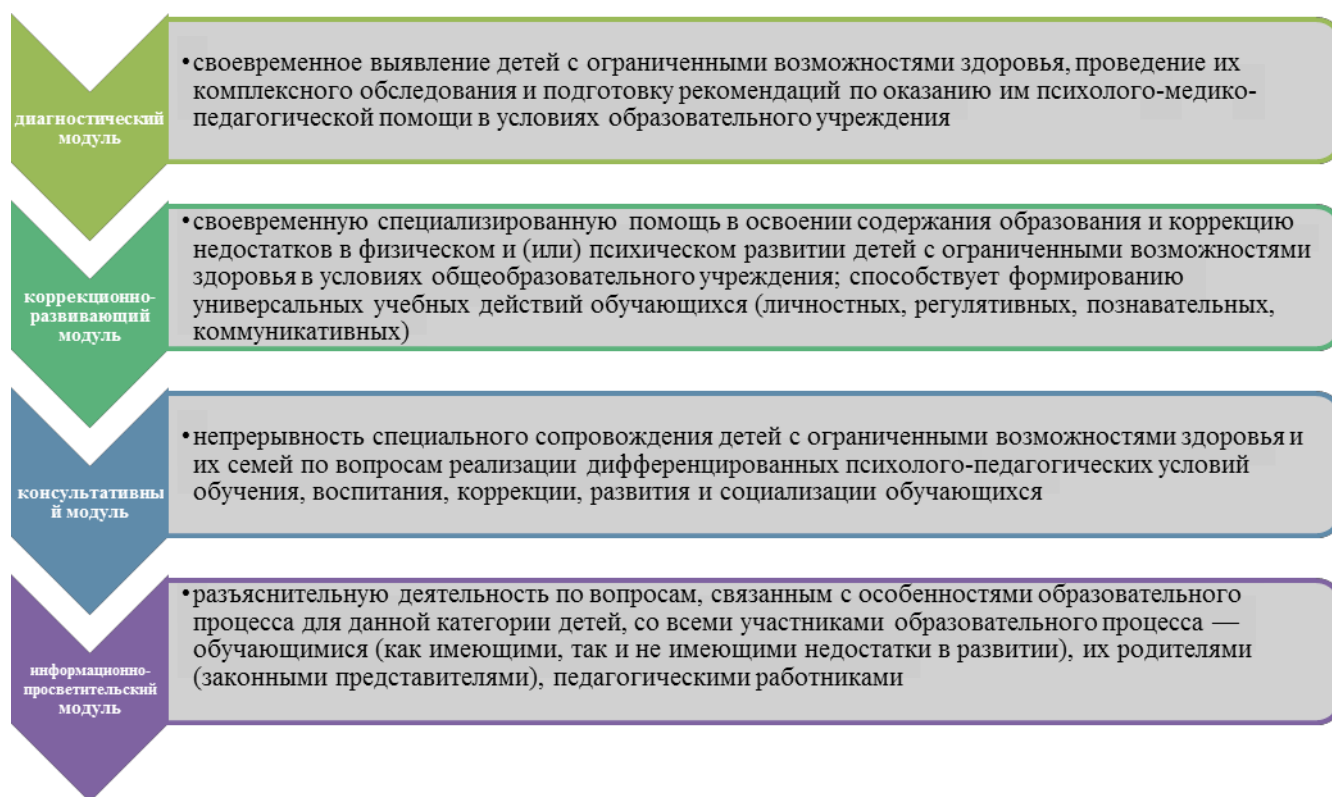 диагностический
модуль
•своевременное выявление детей с ограниченными возможностями здоровья, проведение их
комплексного обследования и подготовку рекомендаций по оказанию им психолого-медико-
педагогической помощи в условиях образовательного учреждения
коррекционно-
развивающий
модуль
•своевременную специализированную помощь в освоении содержания образования и коррекцию
недостатков в физическом и (или) психическом развитии детей с ограниченными возможностями
здоровья в условиях общеобразовательного учреждения; способствует формированию
универсальных учебных действий обучающихся (личностных, регулятивных, познавательных,
коммуникативных)
консультативны
й модуль
•непрерывность специального сопровождения детей с ограниченными возможностями здоровья и
их семей по вопросам реализации дифференцированных психолого-педагогических условий
обучения, воспитания, коррекции, развития и социализации обучающихся
информационно-
просветительский
модуль
•разъяснительную деятельность по вопросам, связанным с особенностями образовательного
процесса для данной категории детей, со всеми участниками образовательного процесса —
обучающимися (как имеющими, так и не имеющими недостатки в развитии), их родителями
(законными представителями), педагогическими работниками